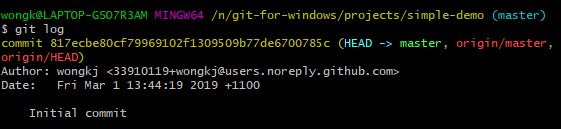 wongk@LAPTOP-GSO7R3AM MINGW64 /n/git-for-windows/projects/simple-demo (master)
$ git log
commit 817ecbe80cf79969102f1309509b77de6700785c (HEAD -> master, origin/master,
origin/HEAD)
Author: wongkj <33910119+wongkj@users.noreply.github.com>
Date:   Fri Mar 1 13:44:19 2019 +1100
    Initial commit